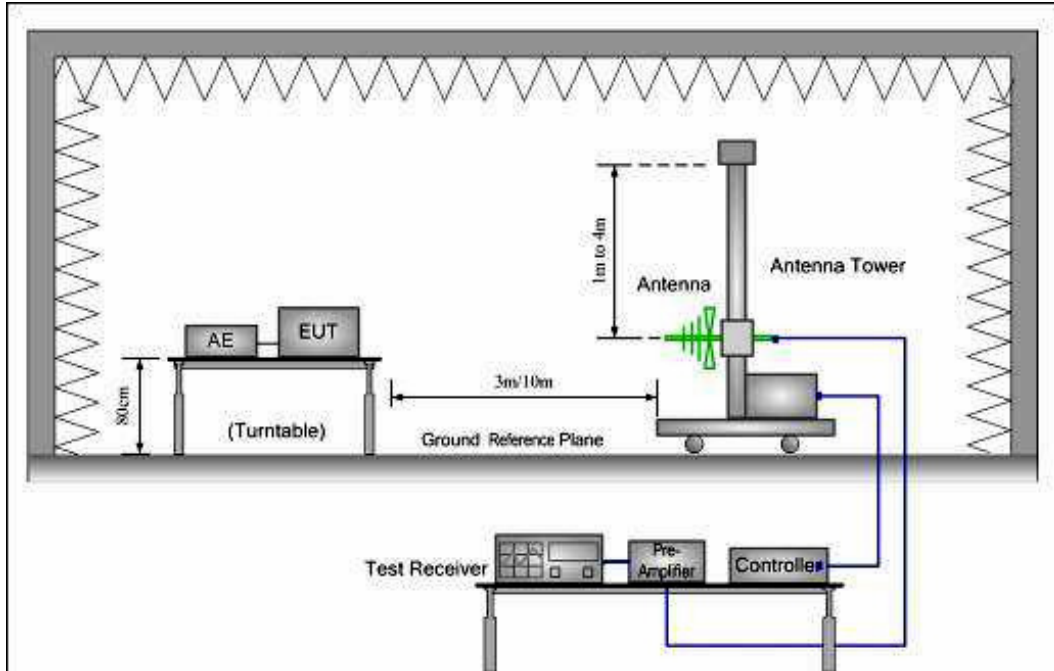 1m to 4m
Antenna
Antenna Tower
AE
EUT
80cm
(Turntable)
3m/10m
Ground Reference Plane
Test Receiver
Pre-
Amplifier
Controller